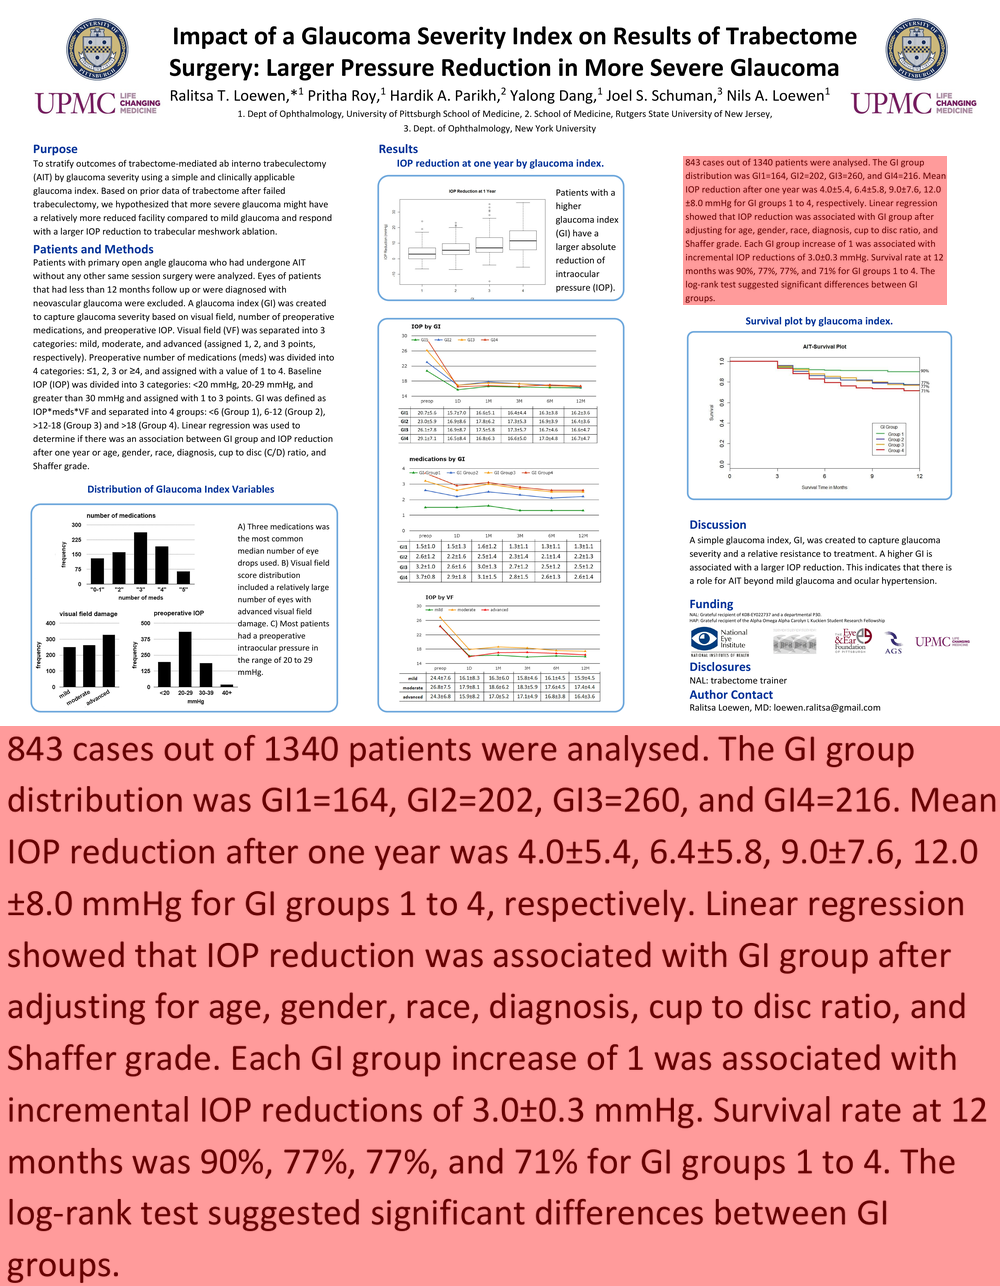 Impact of a Glaucoma Severity Index on Results of Trabectome
Surgery: Larger Pressure Reduction in More Severe Glaucoma
Ralitsa T. Loewen,*1 Pritha Roy,1 Hardik A. Parikh,2 Yalong Dang,1 Joel S. Schuman,3 Nils A. Loewen1
1. Dept of Ophthalmology, University of Pittsburgh School of Medicine, 2. School of Medicine, Rutgers State University of New Jersey,
3. Dept. of Ophthalmology, New York University
UPMC LIFE CHANGING MEDICINE
UPMC LIFE CHANGING MEDICINE
Purpose
To stratify outcomes of trabectome-mediated ab interno trabeculectomy
(AIT) by glaucoma severity using a simple and clinically applicable
glaucoma index. Based on prior data of trabectome after failed
trabeculectomy, we hypothesized that more severe glaucoma might have
a relatively more reduced facility compared to mild glaucoma and respond
with a larger IOP reduction to trabecular meshwork ablation.
Patients and Methods
Patients with primary open angle glaucoma who had undergone AIT
without any other same session surgery were analyzed. Eyes of patients
that had less than 12 months follow up or were diagnosed with
neovascular glaucoma were excluded. A glaucoma index (GI) was created
to capture glaucoma severity based on visual field, number of preoperative
medications, and preoperative IOP. Visual field (VF) was separated into 3
categories: mild, moderate, and advanced (assigned 1, 2, and 3 points,
respectively). Preoperative number of medications (meds) was divided into
4 categories: ≤1, 2, 3 or ≥4, and assigned with a value of 1 to 4. Baseline
IOP (IOP) was divided into 3 categories: <20 mmHg, 20-29 mmHg, and
greater than 30 mmHg and assigned with 1 to 3 points. GI was defined as
IOP*meds*VF and separated into 4 groups: <6 (Group 1), 6-12 (Group 2),
>12-18 (Group 3) and >18 (Group 4). Linear regression was used to
determine if there was an association between GI group and IOP reduction
after one year or age, gender, race, diagnosis, cup to disc (C/D) ratio, and
Shaffer grade.
Distribution of Glaucoma Index Variables
number of medications
frequency
300
225
150
75
0
"0-1" "2" "3" "4" "5"
number of meds
visual field damage
frequency
400
300
200
100
0
mild moderate advanced
preoperative IOP
frequency
500
375
250
125
0
<20 20-29 30-39 40+
mmHg
A) Three medications was
the most common
median number of eye
drops used. B) Visual field
score distribution
included a relatively large
number of eyes with
advanced visual field
damage. C) Most patients
had a preoperative
intraocular pressure in
the range of 20 to 29
mmHg.
Results
IOP reduction at one year by glaucoma index.
IOP Reduction at 1 Year
IOP Reduction (mmHg)
1 2 3 4
GI
Patients with a
higher
glaucoma index
(GI) have a
larger absolute
reduction of
intraocular
pressure (IOP).
IOP by GI
GI1 GI2 GI3 GI4
30
26
22
18
14
preop 1D 1M 3M 6M 12M
GI1 20.7±5.6 15.7±7.0 16.6±5.1 16.4±4.4 16.3±3.8 16.2±3.6
GI2 23.0±5.9 16.9±8.6 17.8±6.2 17.3±5.3 16.9±3.9 16.4±3.6
GI3 26.1±7.8 16.9±8.7 17.5±5.8 17.3±5.7 16.7±4.6 16.6±4.7
GI4 29.1±7.1 16.5±8.4 16.8±6.3 16.6±5.0 17.0±4.8 16.7±4.7
medications by GI
GI Group1 GI Group2 GI Group3 GI Group4
4
3
2
1
0
preop 1D 1M 3M 6M 12M
GI1 1.5±1.0 1.5±1.3 1.6±1.2 1.3±1.1 1.3±1.1 1.3±1.1
GI2 2.6±1.2 2.2±1.6 2.5±1.4 2.3±1.4 2.1±1.4 2.2±1.3
GI3 3.2±1.0 2.6±1.6 3.0±1.3 2.7±1.2 2.5±1.2 2.5±1.2
GI4 3.7±0.8 2.9±1.8 3.1±1.5 2.8±1.5 2.6±1.3 2.6±1.4
IOP by VF
mild moderate advanced
30
26
22
18
14
preop 1D 1M 3M 6M 12M
mild 24.4±7.6 16.1±8.3 16.3±6.0 15.8±4.6 16.1±4.5 15.9±4.5
moderate 26.8±7.5 17.9±8.1 18.6±6.2 18.3±5.9 17.6±4.5 17.4±4.4
advanced 24.3±6.8 15.9±8.2 17.0±5.2 17.1±4.9 16.8±3.8 16.4±3.6
843 cases out of 1340 patients were analysed. The GI group
distribution was GI1=164, GI2=202, GI3=260, and GI4=216. Mean
IOP reduction after one year was 4.0±5.4, 6.4±5.8, 9.0±7.6, 12.0
±8.0 mmHg for GI groups 1 to 4, respectively. Linear regression
showed that IOP reduction was associated with GI group after
adjusting for age, gender, race, diagnosis, cup to disc ratio, and
Shaffer grade. Each GI group increase of 1 was associated with
incremental IOP reductions of 3.0±0.3 mmHg. Survival rate at 12
months was 90%, 77%, 77%, and 71% for GI groups 1 to 4. The
log-rank test suggested significant differences between GI
groups.
Survival plot by glaucoma index.
AIT-Survival Plot
Survival
1.0
0.8
0.6
0.4
0.2
0.0
90%
77%
77%
71%
GI Group
Group 1
Group 2
Group 3
Group 4
0 3 6 9 12
Survival Time in Months
Discussion
A simple glaucoma index, GI, was created to capture glaucoma
severity and a relative resistance to treatment. A higher GI is
associated with a larger IOP reduction. This indicates that there is
a role for AIT beyond mild glaucoma and ocular hypertension.
Funding
NAL: Grateful recipient of K08-EY022737 and a departmental P30.
HAP: Grateful recipient of the Alpha Omega Alpha Carolyn L Kuckien Student Research Fellowship
National Eye Institute
NATIONAL INSTITUTES OF HEALTH
The Eye & Ear Foundation OF PITTSBURGH
AGS
UPMC
Disclosures
NAL: trabectome trainer
Author Contact
Ralitsa Loewen, MD: loewen.ralitsa@gmail.com
843 cases out of 1340 patients were analysed. The GI group
distribution was GI1=164, GI2=202, GI3=260, and GI4=216. Mean
IOP reduction after one year was 4.0±5.4, 6.4±5.8, 9.0±7.6, 12.0
±8.0 mmHg for GI groups 1 to 4, respectively. Linear regression
showed that IOP reduction was associated with GI group after
adjusting for age, gender, race, diagnosis, cup to disc ratio, and
Shaffer grade. Each GI group increase of 1 was associated with
incremental IOP reductions of 3.0±0.3 mmHg. Survival rate at 12
months was 90%, 77%, 77%, and 71% for GI groups 1 to 4. The
log-rank test suggested significant differences between GI
groups.